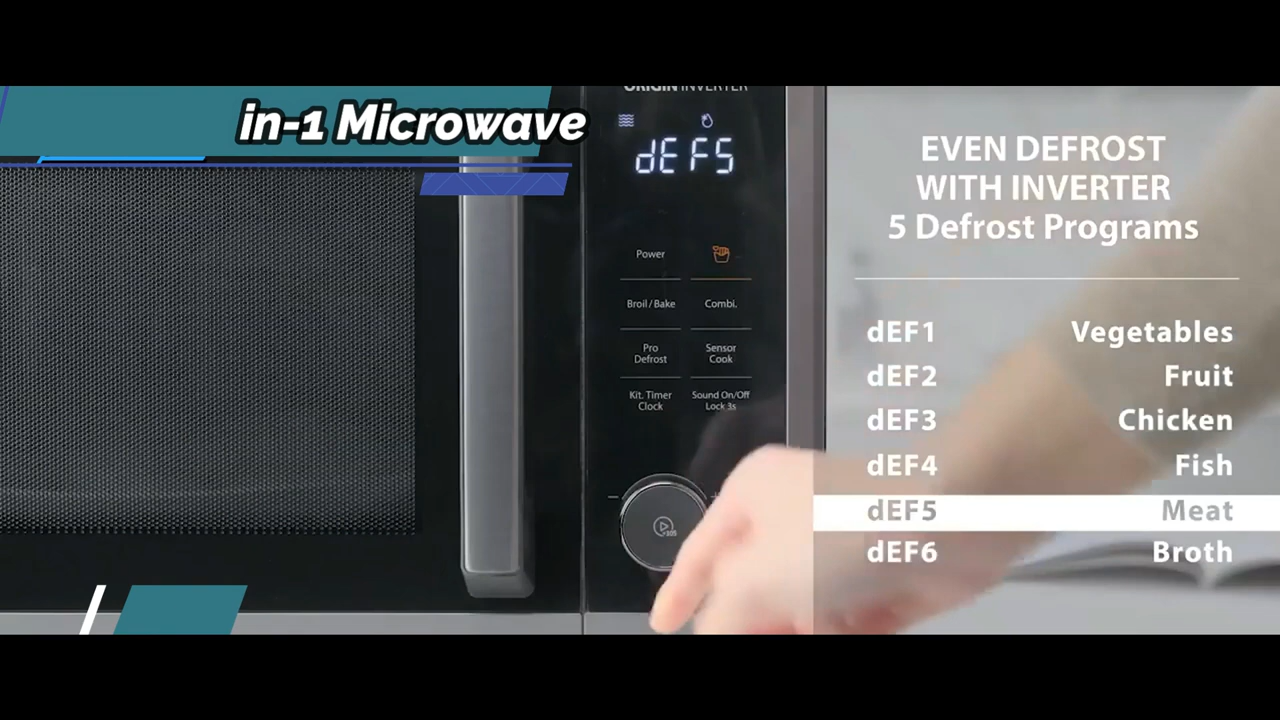 in-1 Microwave
ORIGIN INVERTER
dEF5
Power
Broil/Bake Combi.
Pro Defrost
Sensor Cook
Kit. Timer Clock
Sound On/Off Lock 3s
EVEN DEFROST
WITH INVERTER
5 Defrost Programs
dEF1 Vegetables
dEF2 Fruit
dEF3 Chicken
dEF4 Fish
dEF5 Meat
dEF6 Broth